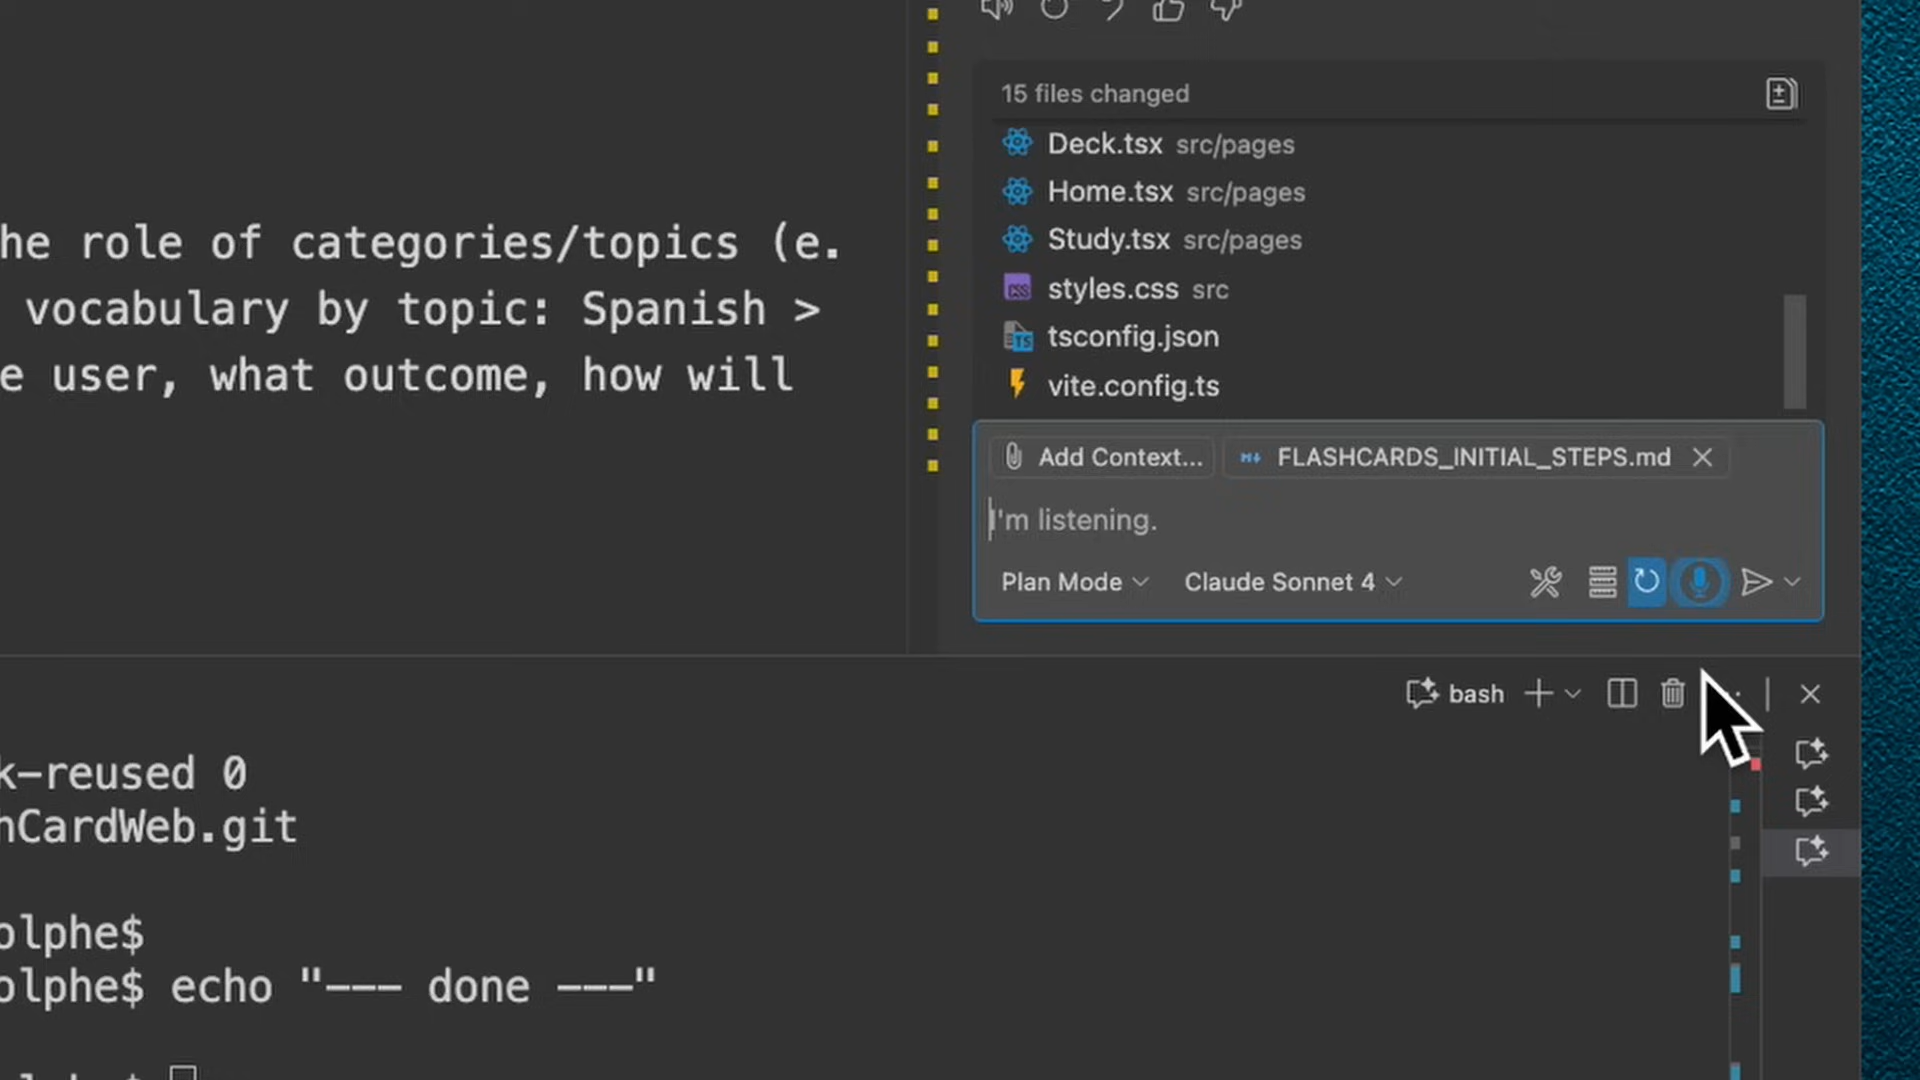 15 files changed
Deck.tsx src/pages
Home.tsx src/pages
Study.tsx src/pages
styles.css src
tsconfig.json
vite.config.ts
he role of categories/topics (e.
vocabulary by topic: Spanish >
e user, what outcome, how will
Add Context... FLASHCARDS_INITIAL_STEPS.md
I'm listening.
Plan Mode Claude Sonnet 4
bash
k-reused 0
hCardWeb.git
olphe$
olphe$ echo "--- done ---"